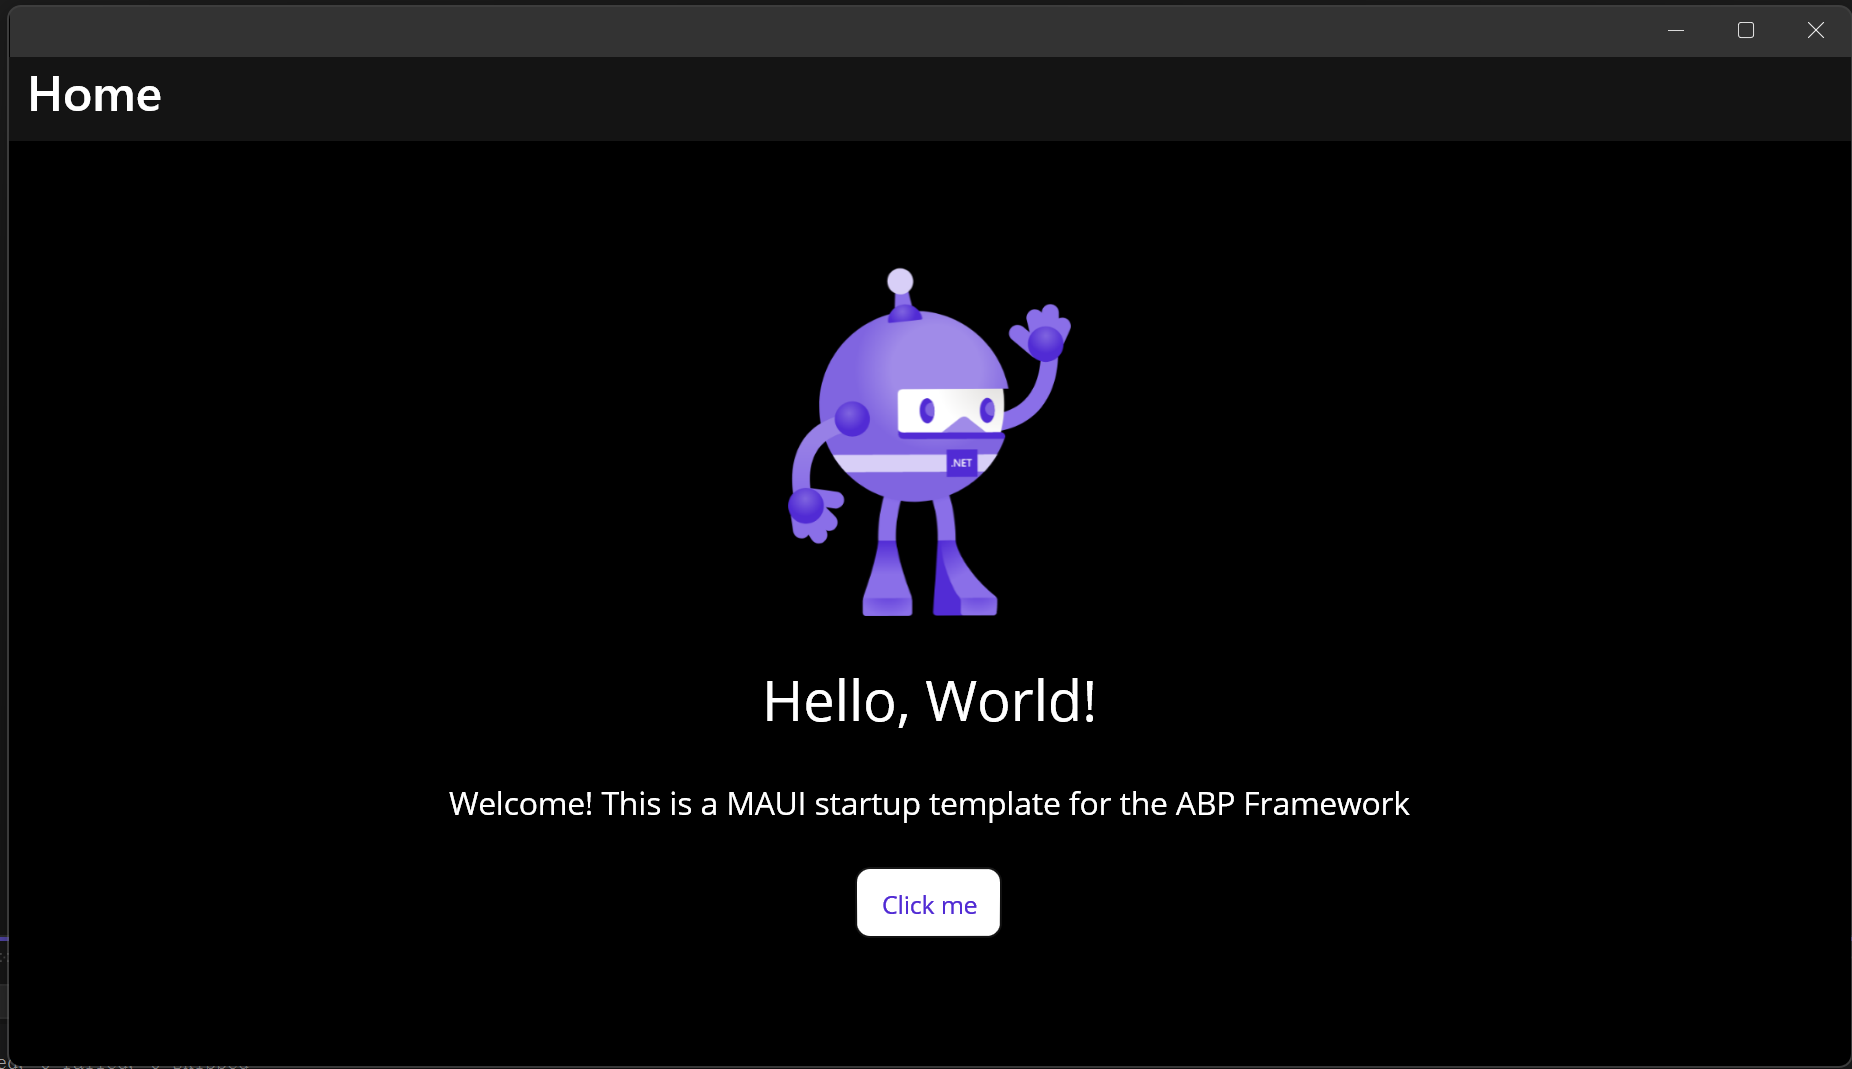 Home
.NET
Hello, World!
Welcome! This is a MAUI startup template for the ABP Framework
Click me